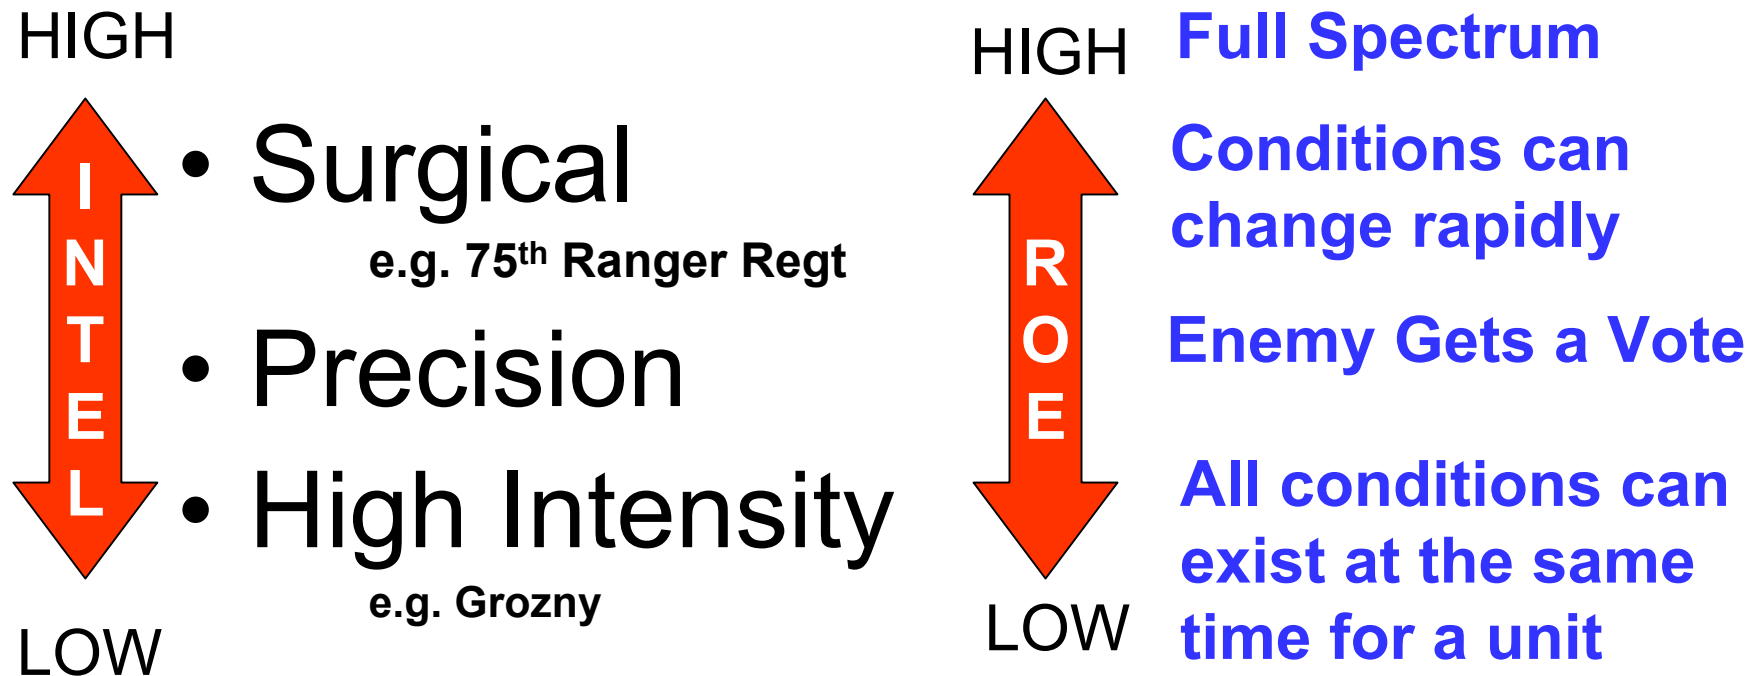 HIGH
I
N
T
E
L
LOW
• Surgical
e.g. 75th Ranger Regt
• Precision
• High Intensity
e.g. Grozny
HIGH
R
O
E
LOW
Full Spectrum
Conditions can
change rapidly
Enemy Gets a Vote
All conditions can
exist at the same
time for a unit